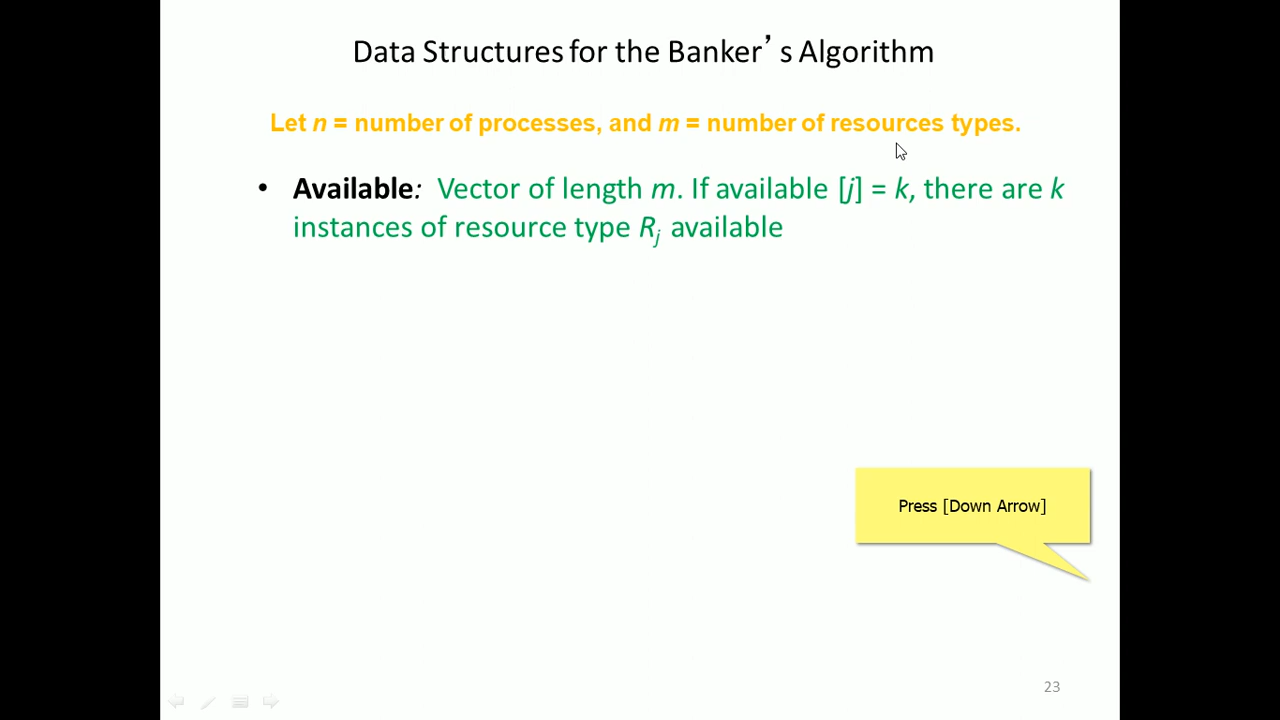 Data Structures for the Banker’s Algorithm
Let n = number of processes, and m = number of resources types.
• Available: Vector of length m. If available [j] = k, there are k
instances of resource type Rj available
Press [Down Arrow]
23